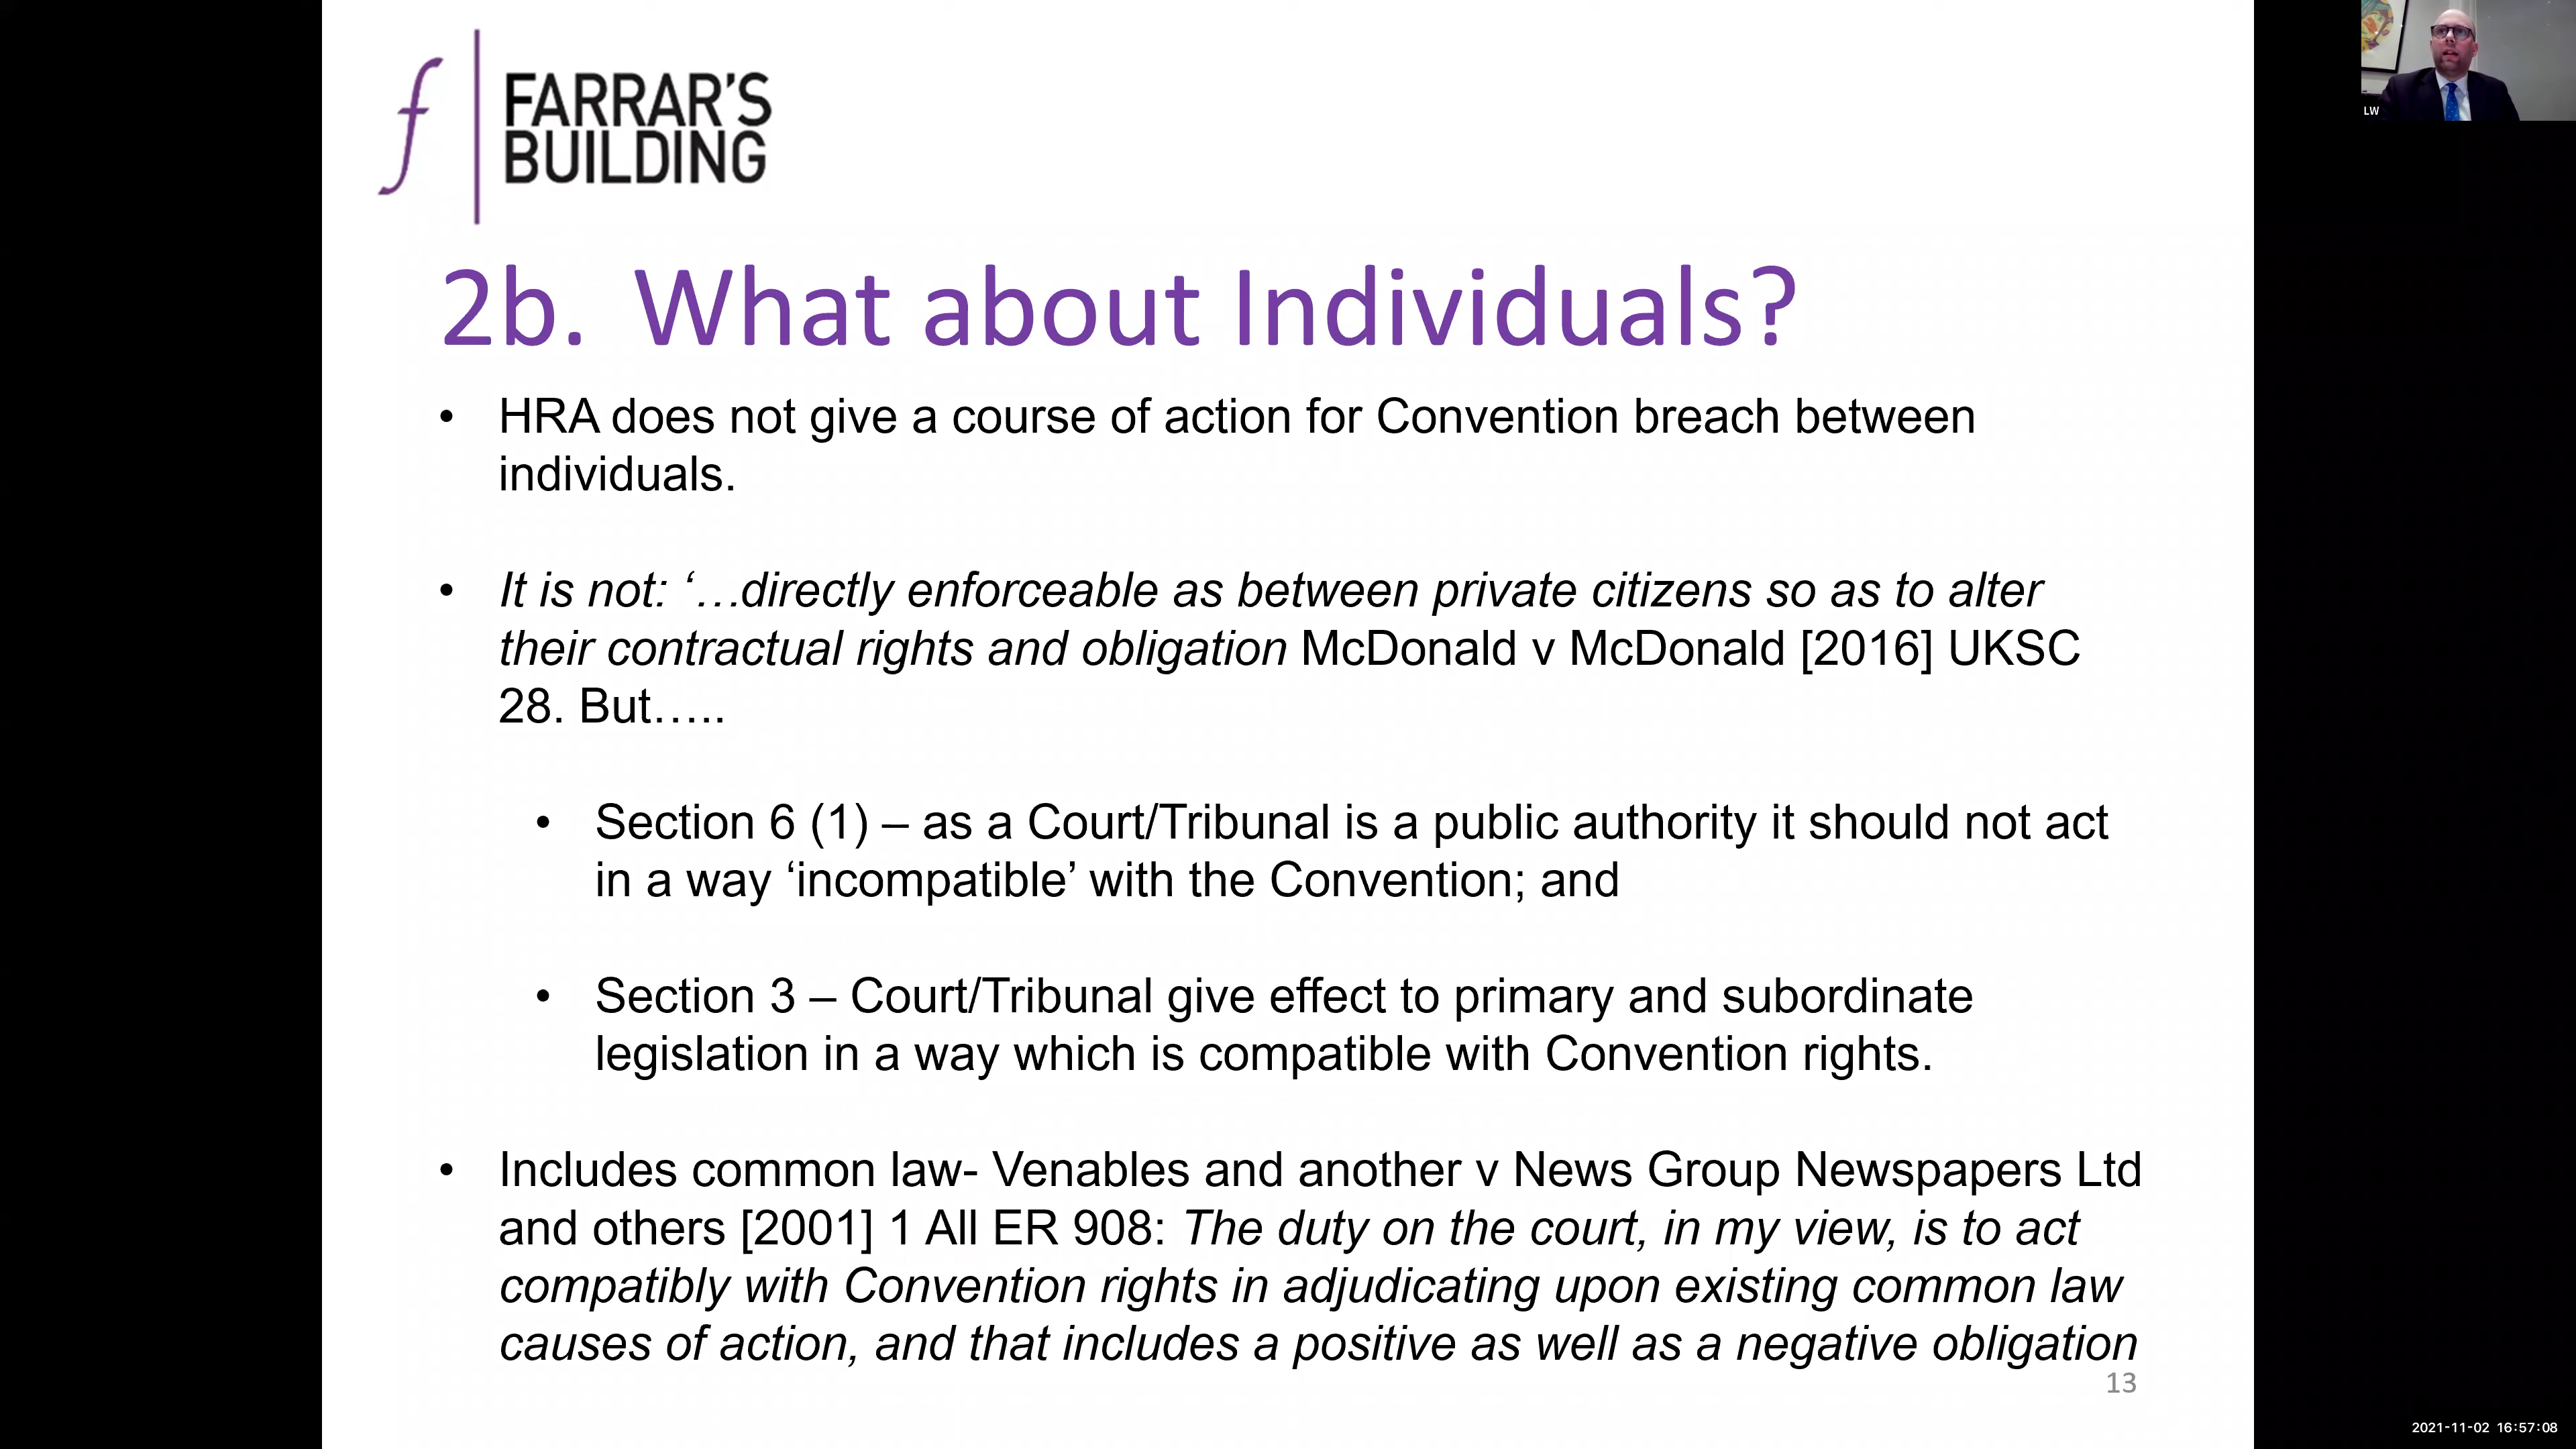 FARRAR'S
BUILDING
LW
2b. What about Individuals?
• HRA does not give a course of action for Convention breach between
individuals.
• It is not: ‘…directly enforceable as between private citizens so as to alter
their contractual rights and obligation McDonald v McDonald [2016] UKSC
28. But…..
• Section 6 (1) – as a Court/Tribunal is a public authority it should not act
in a way ‘incompatible’ with the Convention; and
• Section 3 – Court/Tribunal give effect to primary and subordinate
legislation in a way which is compatible with Convention rights.
• Includes common law- Venables and another v News Group Newspapers Ltd
and others [2001] 1 All ER 908: The duty on the court, in my view, is to act
compatibly with Convention rights in adjudicating upon existing common law
causes of action, and that includes a positive as well as a negative obligation
13
2021-11-02 16:57:08